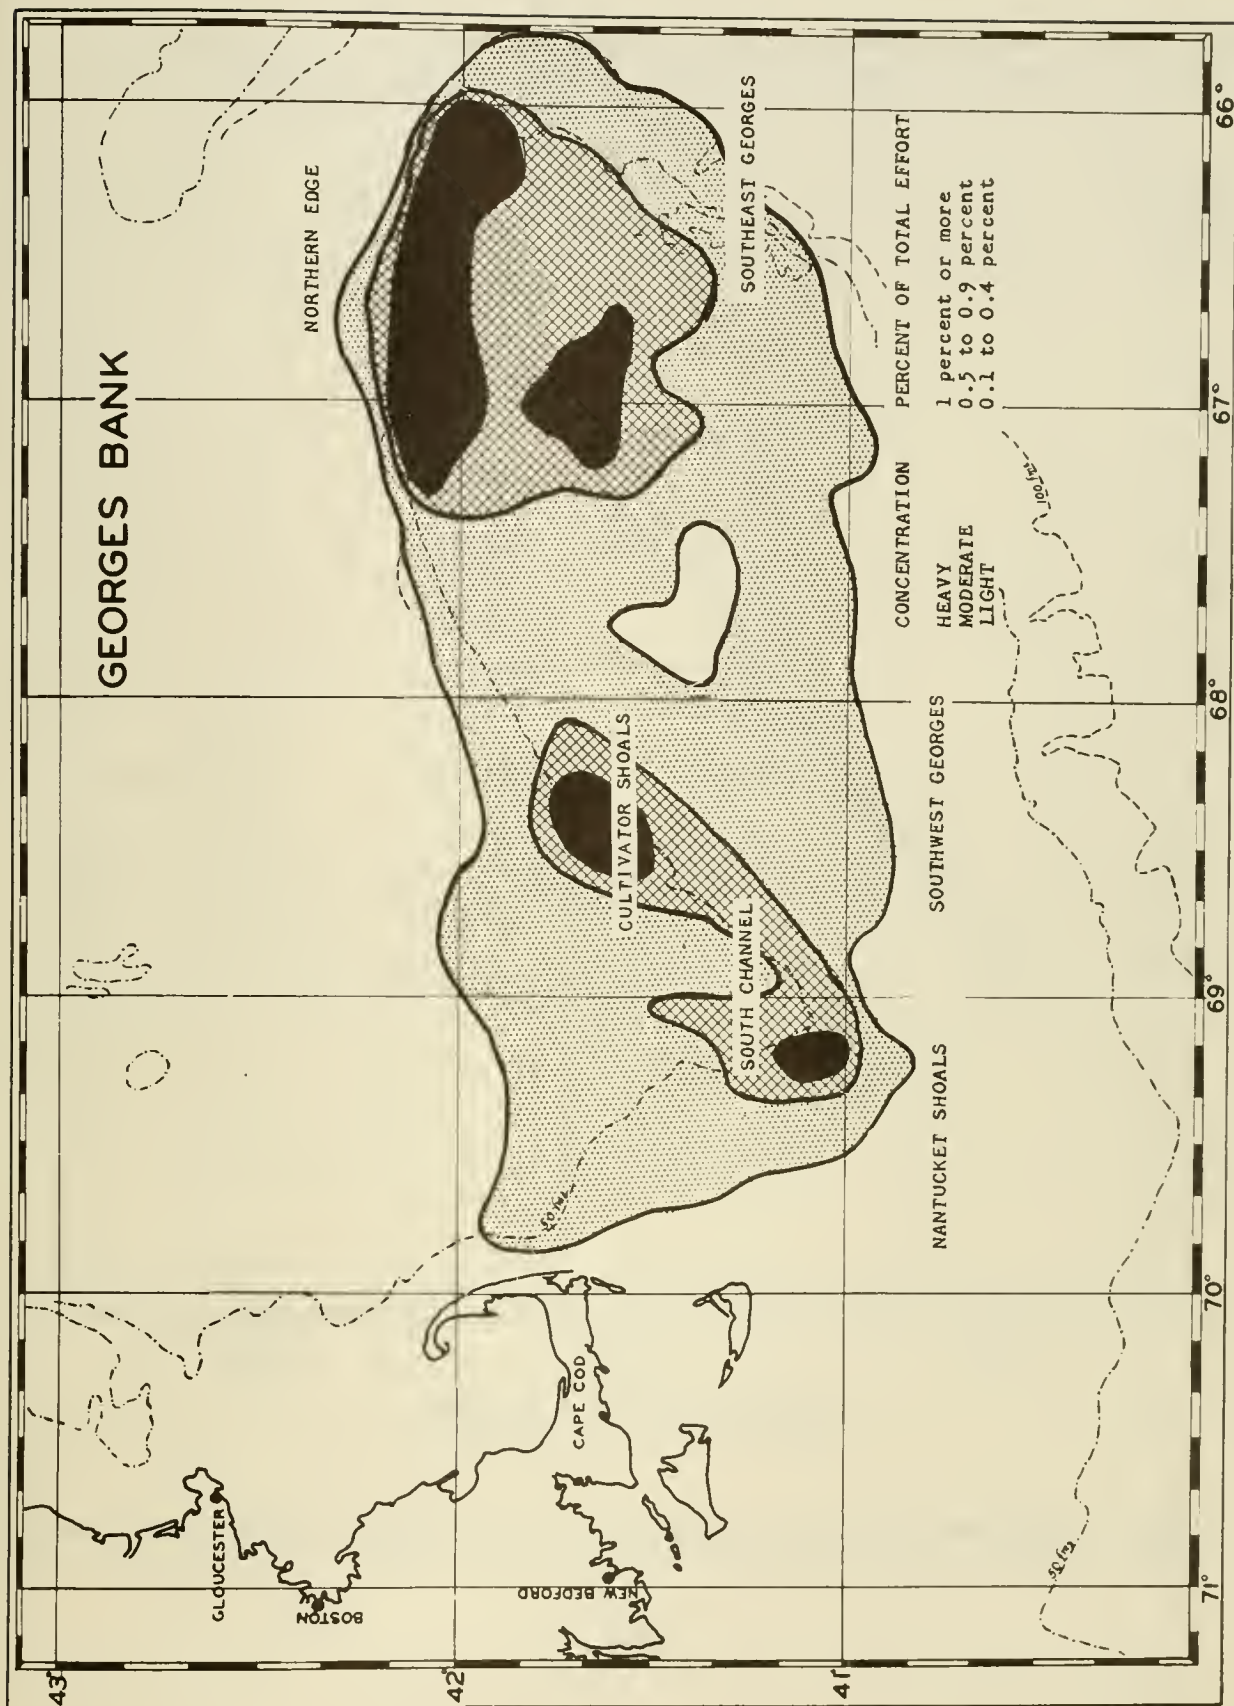 GEORGES BANK
NORTHERN EDGE
SOUTHEAST GEORGES
CULTIVATOR SHOALS
SOUTH CHANNEL
SOUTHWEST GEORGES
NANTUCKET SHOALS
CONCENTRATION PERCENT OF TOTAL EFFORT
HEAVY 1 percent or more
MODERATE 0.5 to 0.9 percent
LIGHT 0.1 to 0.4 percent
GLOUCESTER
BOSTON
CAPE COD
NEW BEDFORD
50 fms
100 fms
43°
42°
41°
71°
70°
69°
68°
67°
66°